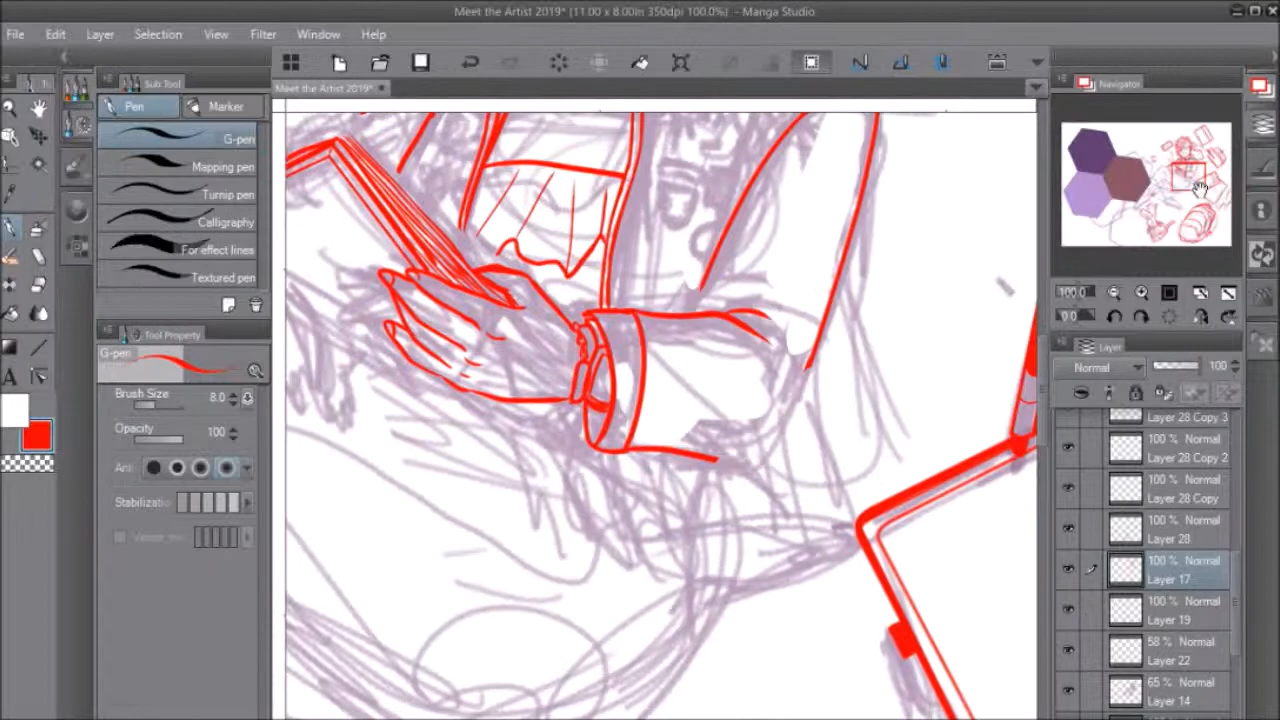 Meet the Artist 2019* (11.00 x 8.00in 350dpi 100.0%) - Manga Studio
File Edit Layer Selection View Filter Window Help
Meet the Artist 2019*
Sub Tool
Pen Marker
G-pen
Mapping pen
Turnip pen
Calligraphy
For effect lines
Textured pen
Tool Property
G-pen
Brush Size 8.0
Opacity 100
Stabilizatio
Navigator
100.0
0.0
Layer
Normal 100
Layer 28 Copy 3
100 % Normal
Layer 28 Copy 2
100 % Normal
Layer 28 Copy
100 % Normal
Layer 28
100 % Normal
Layer 17
100 % Normal
Layer 19
58 % Normal
Layer 22
65 % Normal
Layer 14